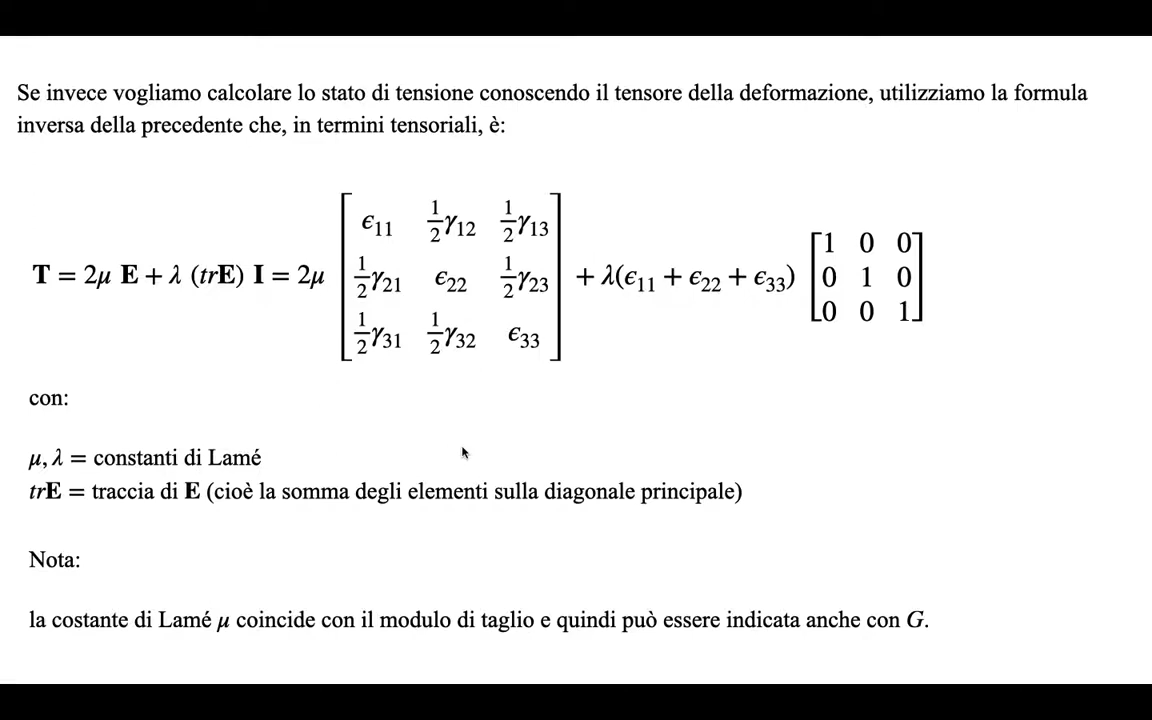 Se invece vogliamo calcolare lo stato di tensione conoscendo il tensore della deformazione, utilizziamo la formula
inversa della precedente che, in termini tensoriali, è:
T = 2μ E + λ (trE) I = 2μ [ϵ11 ½γ12 ½γ13; ½γ21 ϵ22 ½γ23; ½γ31 ½γ32 ϵ33] + λ(ϵ11 + ϵ22 + ϵ33) [1 0 0; 0 1 0; 0 0 1]
con:
μ, λ = constanti di Lamé
trE = traccia di E (cioè la somma degli elementi sulla diagonale principale)
Nota:
la costante di Lamé μ coincide con il modulo di taglio e quindi può essere indicata anche con G.